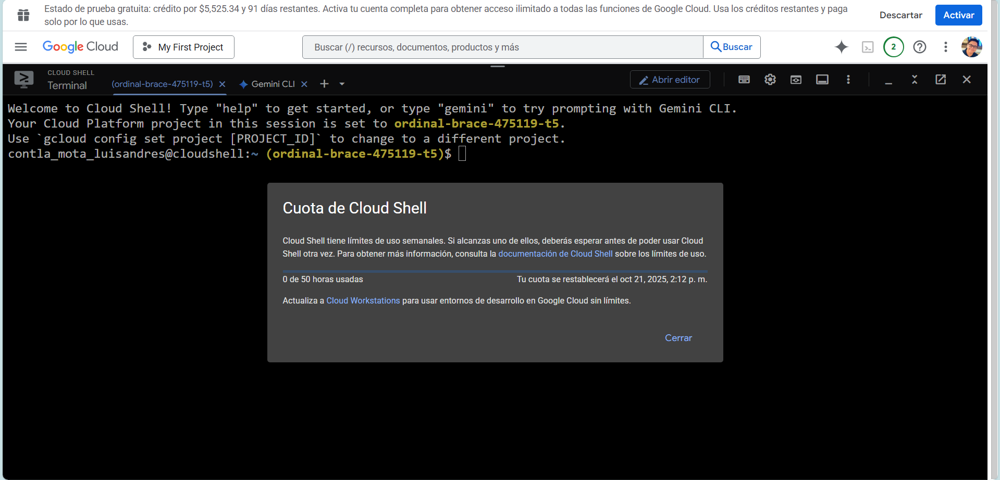 Estado de prueba gratuita: crédito por $5,525.34 y 91 días restantes. Activa tu cuenta completa para obtener acceso ilimitado a todas las funciones de Google Cloud. Usa los créditos restantes y paga
solo por lo que usas.
Descartar
Activar
Google Cloud
My First Project
Buscar (/) recursos, documentos, productos y más
Buscar
2
CLOUD SHELL
Terminal
(ordinal-brace-475119-t5)
Gemini CLI
Abrir editor
Welcome to Cloud Shell! Type "help" to get started, or type "gemini" to try prompting with Gemini CLI.
Your Cloud Platform project in this session is set to ordinal-brace-475119-t5.
Use `gcloud config set project [PROJECT_ID]` to change to a different project.
contla_mota_luisandres@cloudshell:~ (ordinal-brace-475119-t5)$
Cuota de Cloud Shell
Cloud Shell tiene límites de uso semanales. Si alcanzas uno de ellos, deberás esperar antes de poder usar Cloud
Shell otra vez. Para obtener más información, consulta la documentación de Cloud Shell sobre los límites de uso.
0 de 50 horas usadas
Tu cuota se restablecerá el oct 21, 2025, 2:12 p. m.
Actualiza a Cloud Workstations para usar entornos de desarrollo en Google Cloud sin límites.
Cerrar